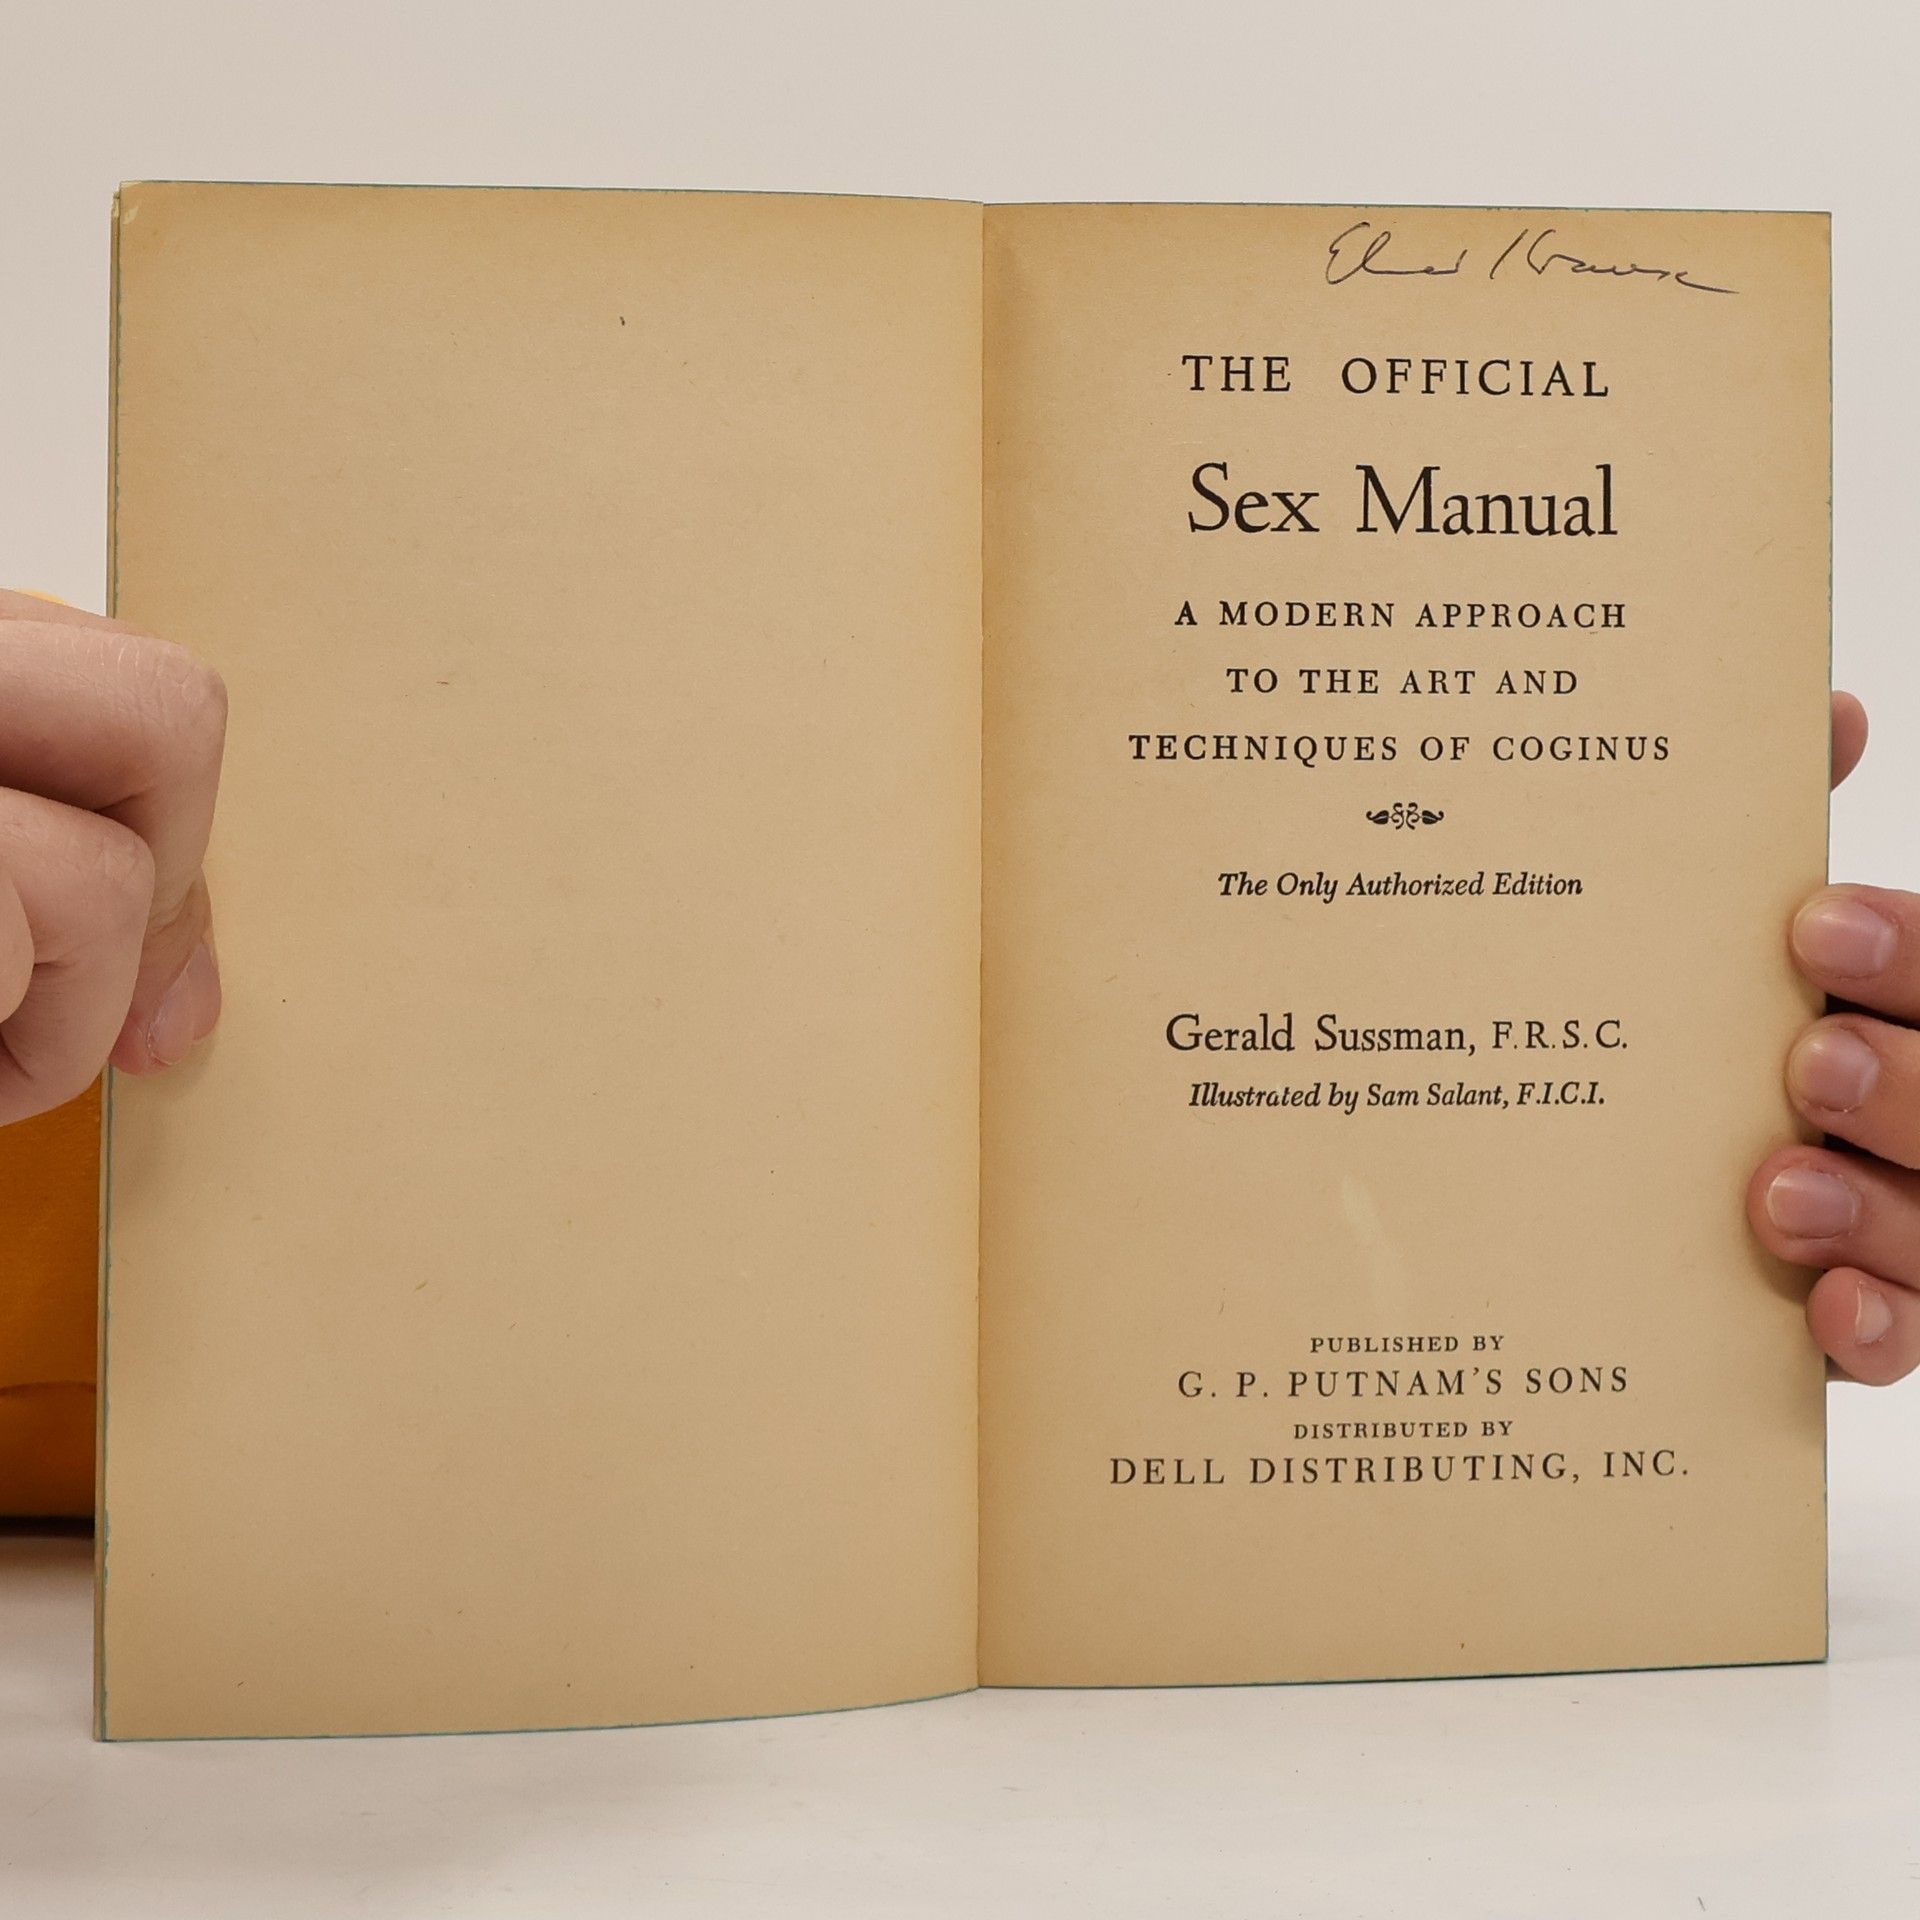 THE OFFICIAL
Sex Manual
A MODERN APPROACH
TO THE ART AND
TECHNIQUES OF COGINUS
The Only Authorized Edition
Gerald Sussman, F.R.S.C.
Illustrated by Sam Salant, F.I.C.I.
PUBLISHED BY
G. P. PUTNAM'S SONS
DISTRIBUTED BY
DELL DISTRIBUTING, INC.